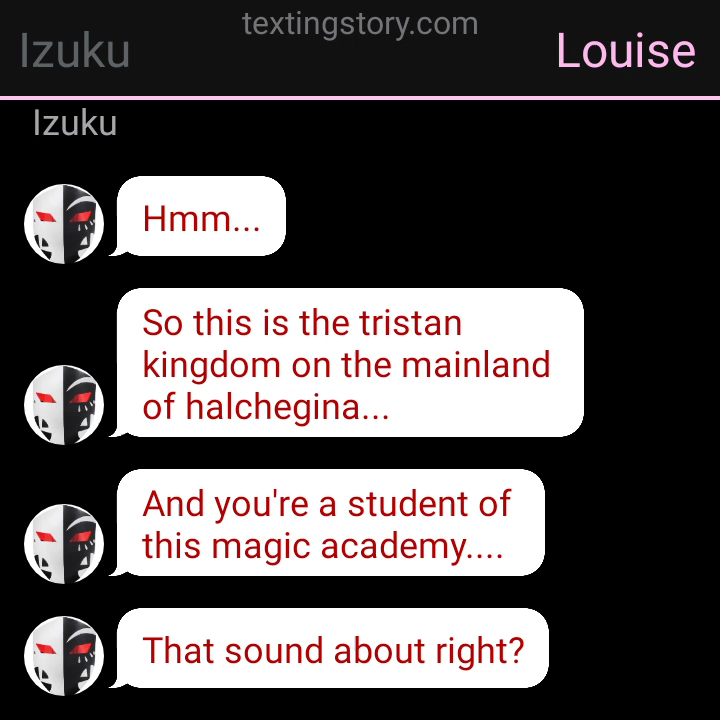 textingstory.com
Izuku
Louise
Izuku
Hmm...
So this is the tristan
kingdom on the mainland
of halchegina...
And you're a student of
this magic academy....
That sound about right?